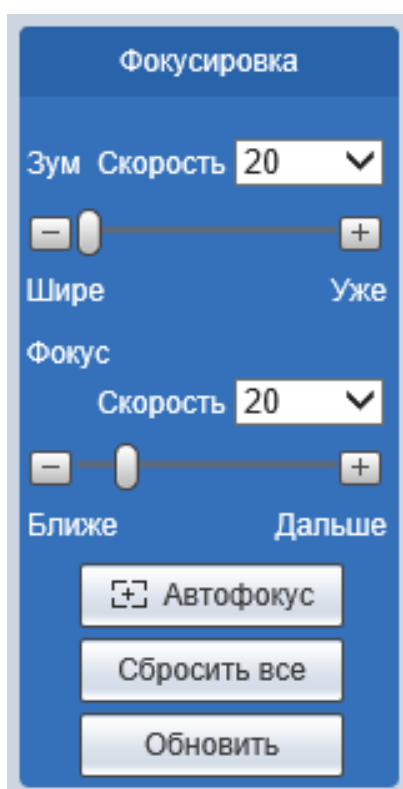 Фокусировка
Зум Скорость 20
− +
Шире Уже
Фокус
Скорость 20
− +
Ближе Дальше
Автофокус
Сбросить все
Обновить